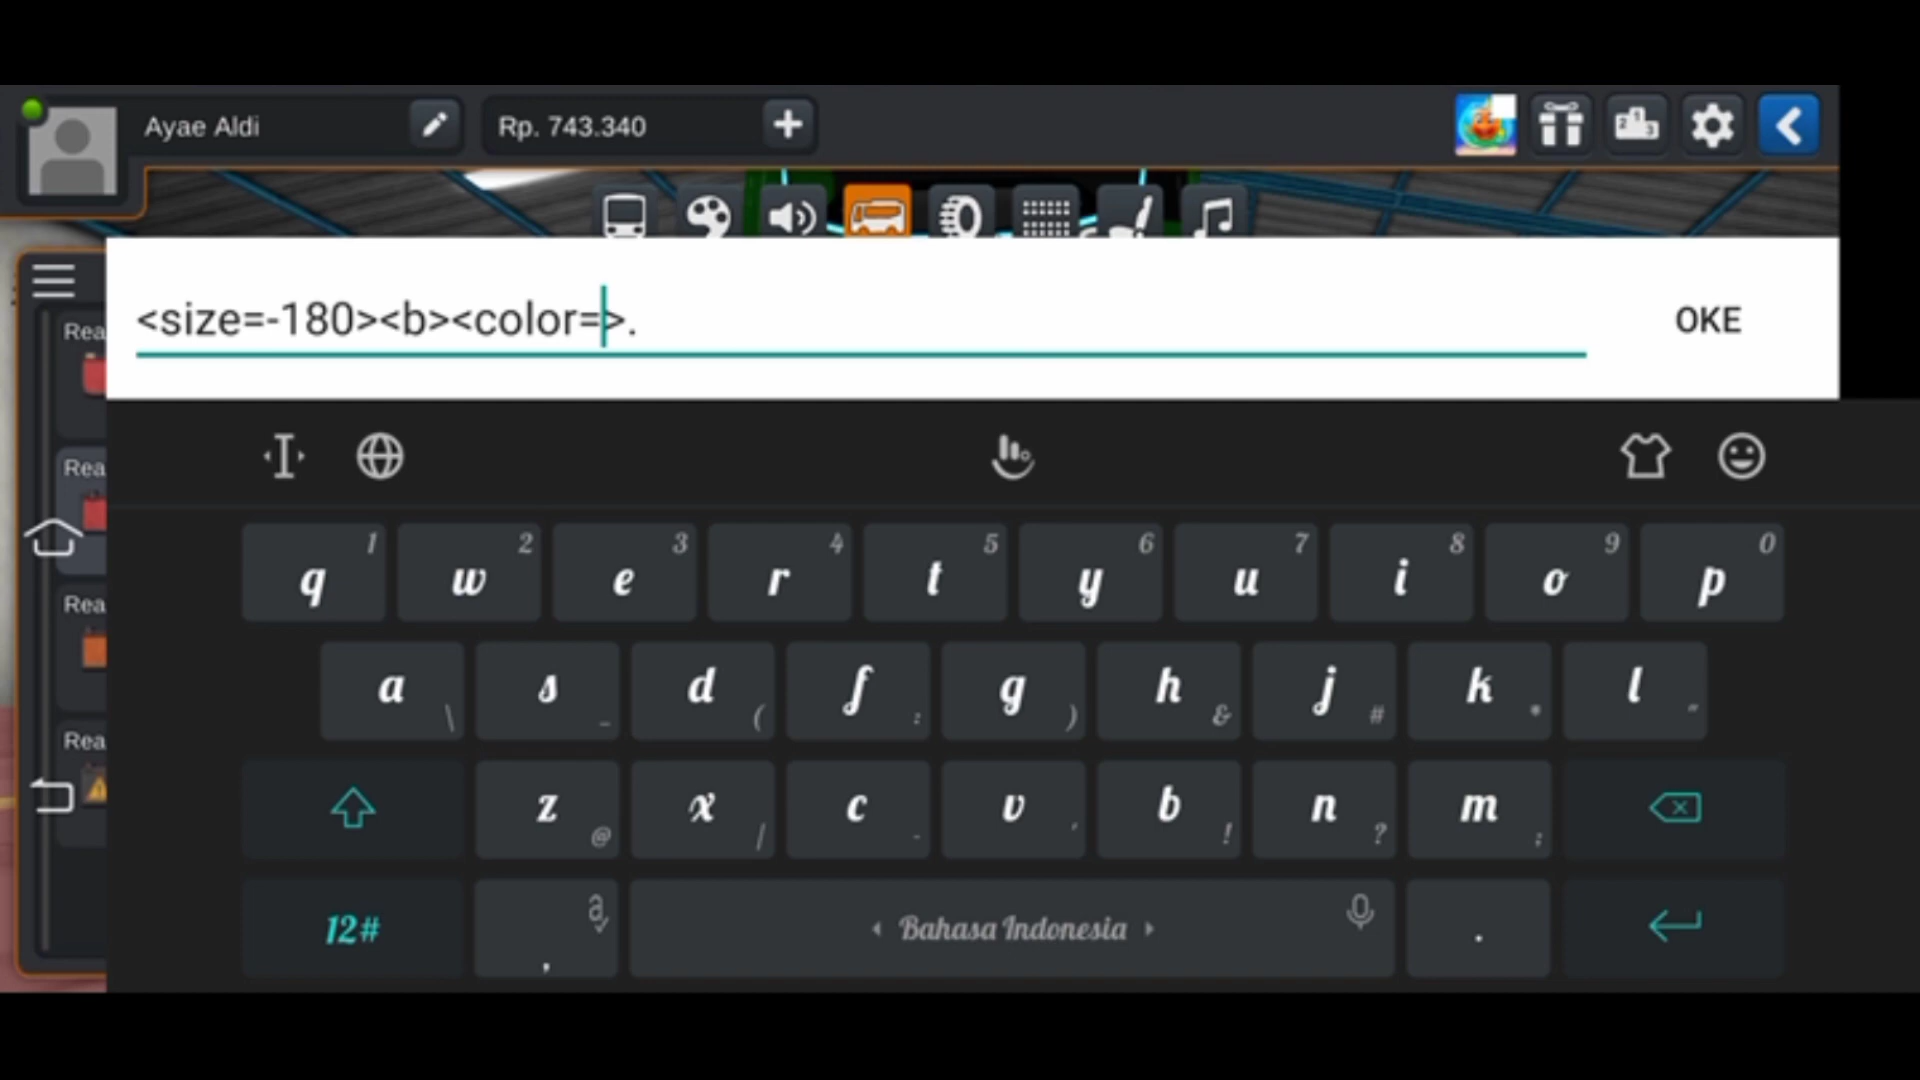 Ayae Aldi
Rp. 743.340
<size=-180><b><color=>.
OKE
Rea
Rea
Rea
Rea
1 2 3 4 5 6 7 8 9 0
q w e r t y u i o p
a s d f g h j k l
\ _ ( : ) & # * "
z x c v b n m
@ | - ' ! ? ;
12# , Bahasa Indonesia .